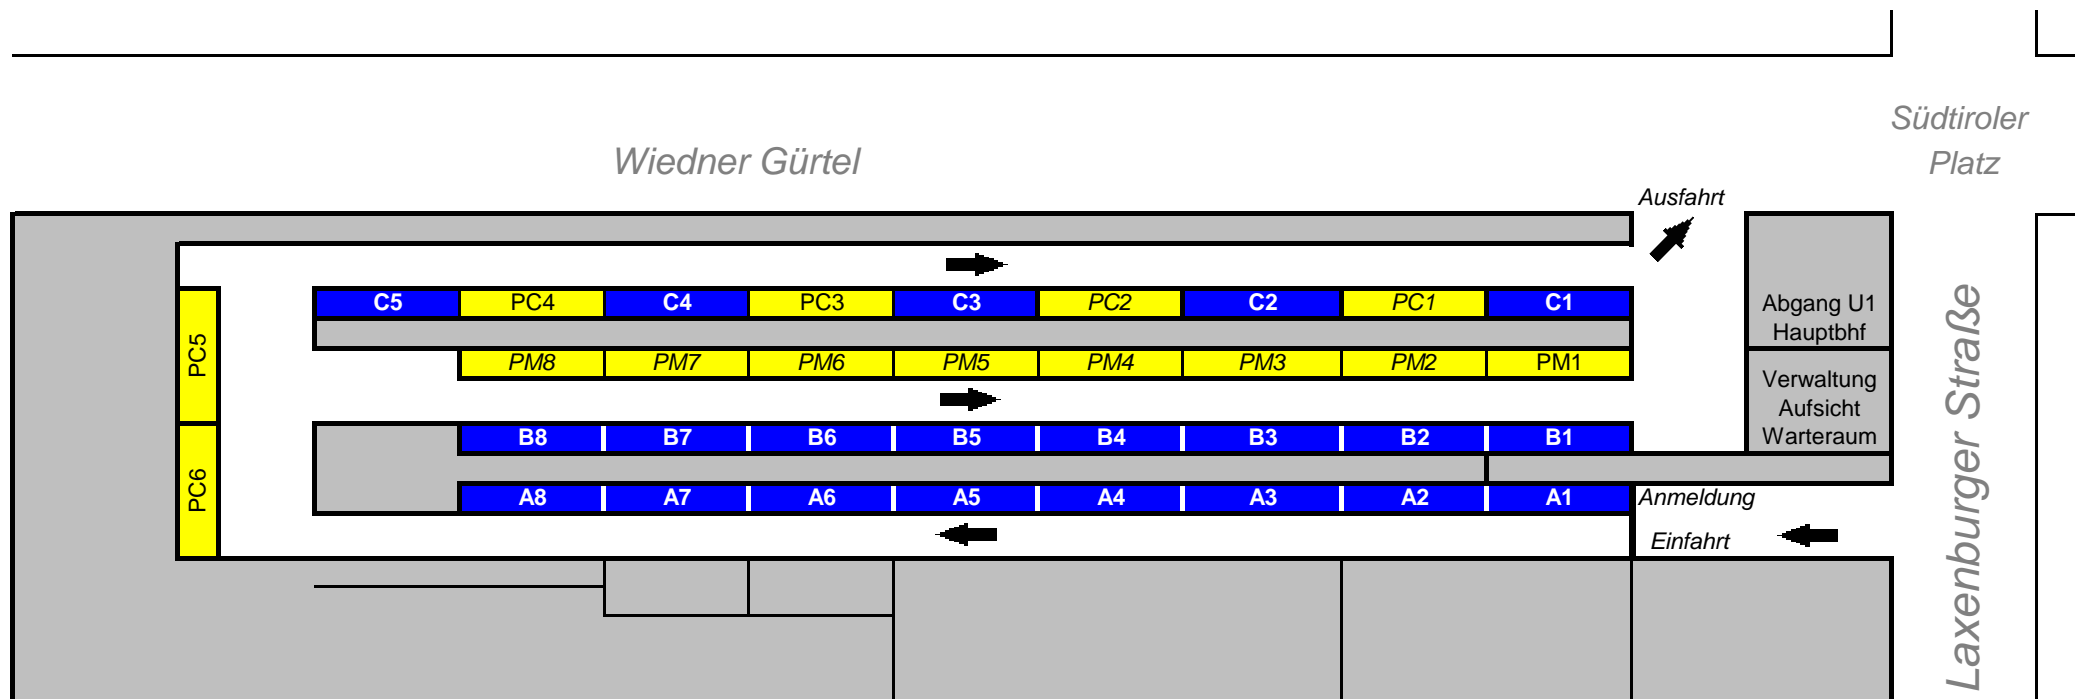 Südtiroler
Platz
Wiedner Gürtel
Ausfahrt
C5 PC4 C4 PC3 C3 PC2 C2 PC1 C1
Abgang U1
Hauptbhf
PC5
PM8 PM7 PM6 PM5 PM4 PM3 PM2 PM1
Verwaltung
Aufsicht
Warteraum
B8 B7 B6 B5 B4 B3 B2 B1
PC6
A8 A7 A6 A5 A4 A3 A2 A1
Anmeldung
Einfahrt
Laxenburger Straße